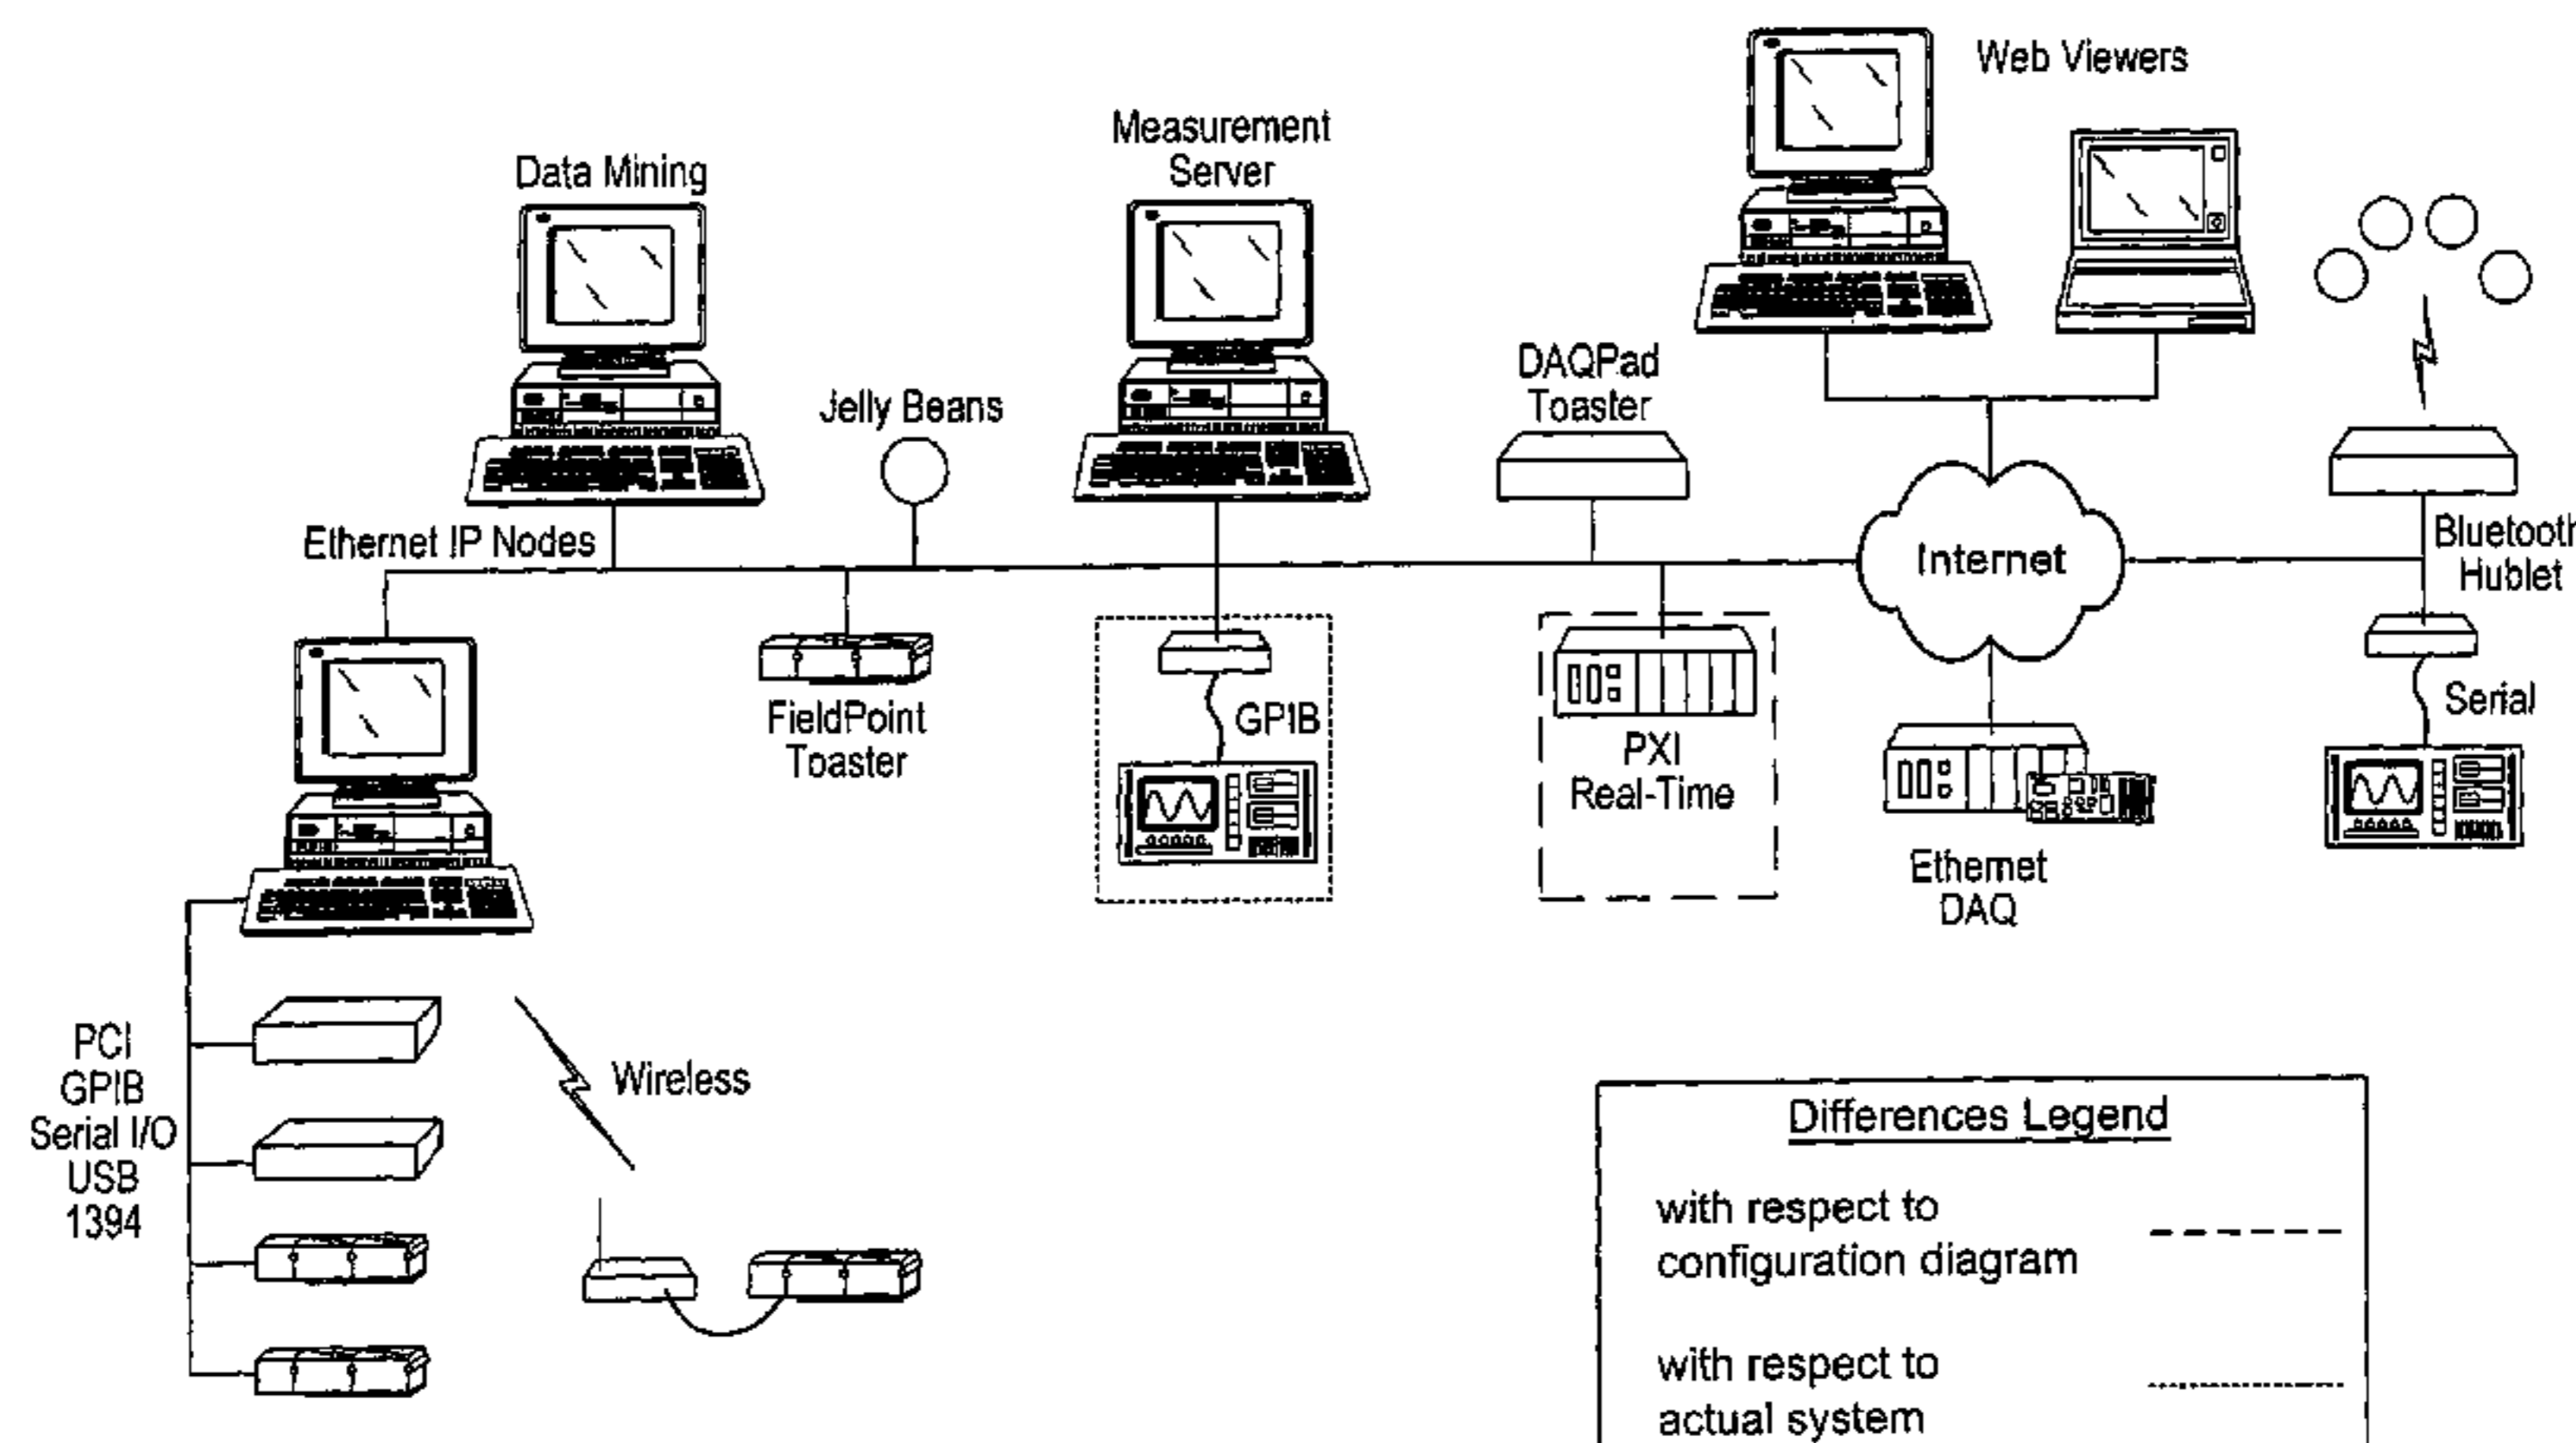 Web Viewers
Measurement
Server
Data Mining
DAQPad
Toaster
Jelly Beans
Ethernet IP Nodes
Internet
Bluetooth
Hublet
FieldPoint
Toaster
GPIB
PXI
Real-Time
Serial
Ethernet
DAQ
PCI
GPIB
Serial I/O
USB
1394
Wireless
Differences Legend
with respect to
configuration diagram
with respect to
actual system